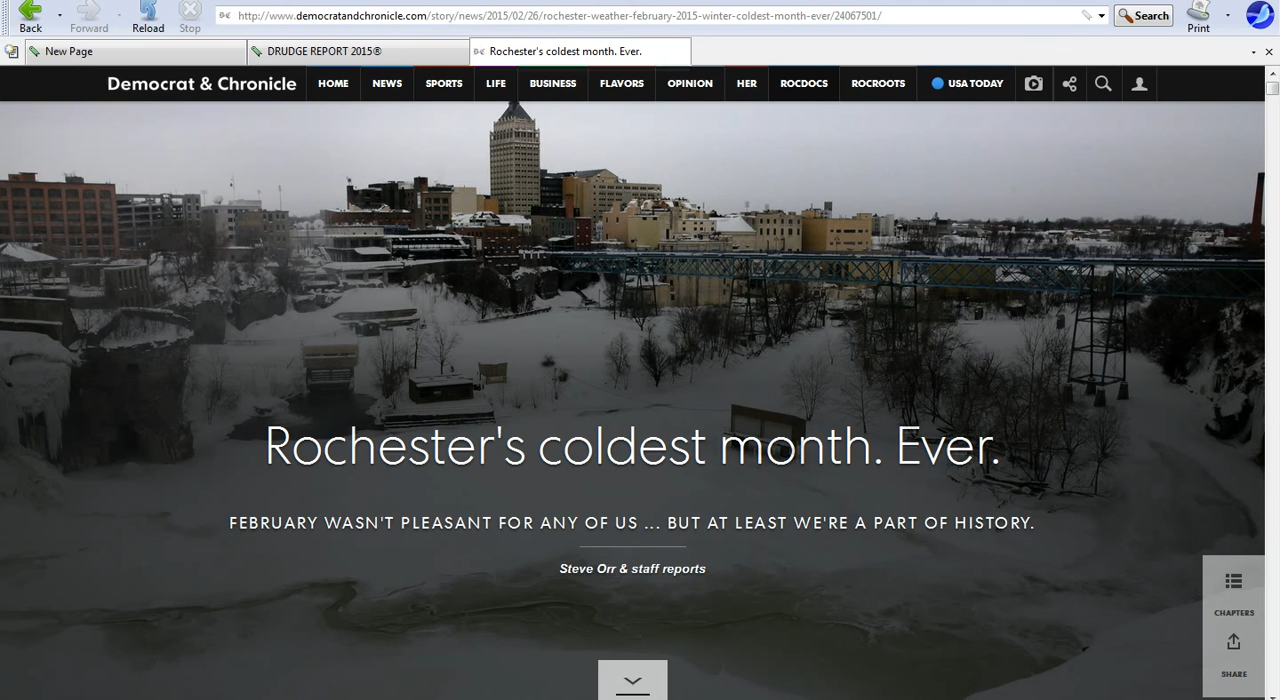 Back Forward Reload Stop http://www.democratandchronicle.com/story/news/2015/02/26/rochester-weather-february-2015-winter-coldest-month-ever/24067501/ Search Print
New Page DRUDGE REPORT 2015® Rochester's coldest month. Ever.
Democrat & Chronicle HOME NEWS SPORTS LIFE BUSINESS FLAVORS OPINION HER ROCDOCS ROCROOTS USA TODAY
Rochester's coldest month. Ever.
FEBRUARY WASN'T PLEASANT FOR ANY OF US ... BUT AT LEAST WE'RE A PART OF HISTORY.
Steve Orr & staff reports
CHAPTERS
SHARE